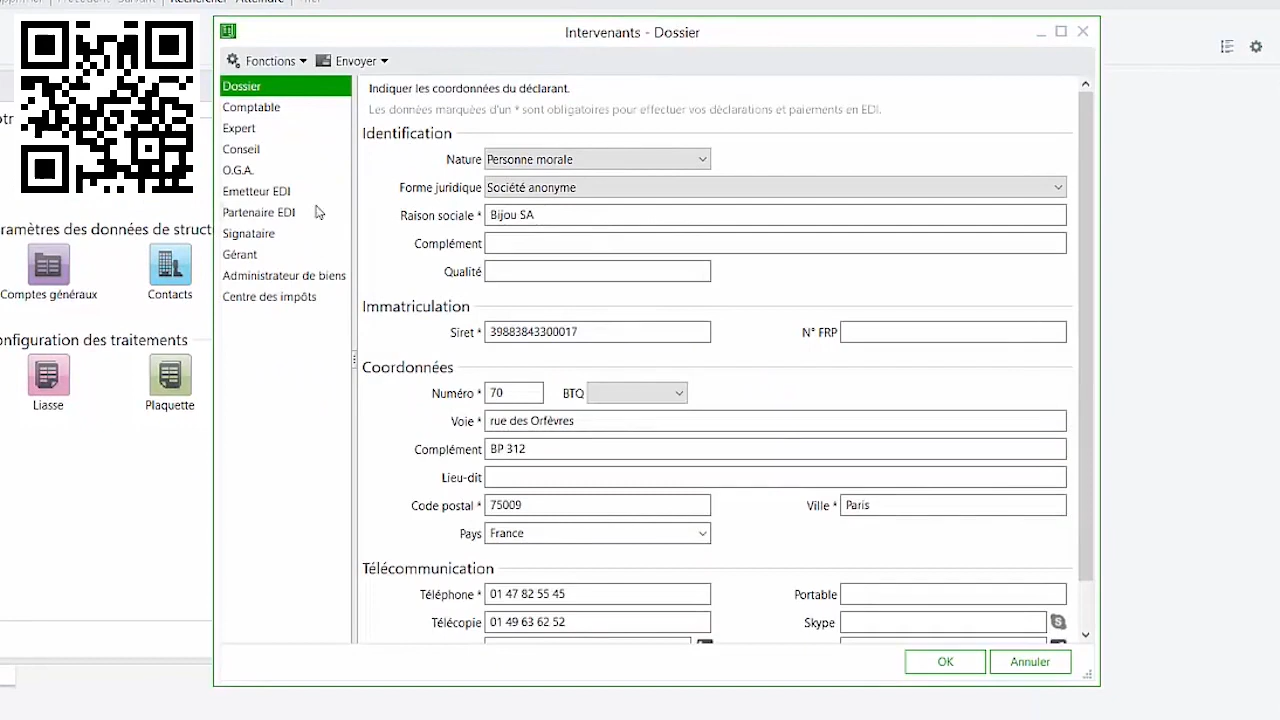 Rechercher Atteindre
Intervenants - Dossier
Fonctions Envoyer
Dossier
Comptable
Expert
Conseil
O.G.A.
Emetteur EDI
Partenaire EDI
Signataire
Gérant
Administrateur de biens
Centre des impôts
Indiquer les coordonnées du déclarant.
Les données marquées d'un * sont obligatoires pour effectuer vos déclarations et paiements en EDI.
Identification
Nature Personne morale
Forme juridique Société anonyme
Raison sociale * Bijou SA
Complément
Qualité
Immatriculation
Siret * 39883843300017 N° FRP
Coordonnées
Numéro * 70 BTQ
Voie * rue des Orfèvres
Complément BP 312
Lieu-dit
Code postal * 75009 Ville * Paris
Pays France
Télécommunication
Téléphone * 01 47 82 55 45 Portable
Télécopie 01 49 63 62 52 Skype
OK Annuler
ramètres des données de struct
Comptes généraux Contacts
onfiguration des traitements
Liasse Plaquette